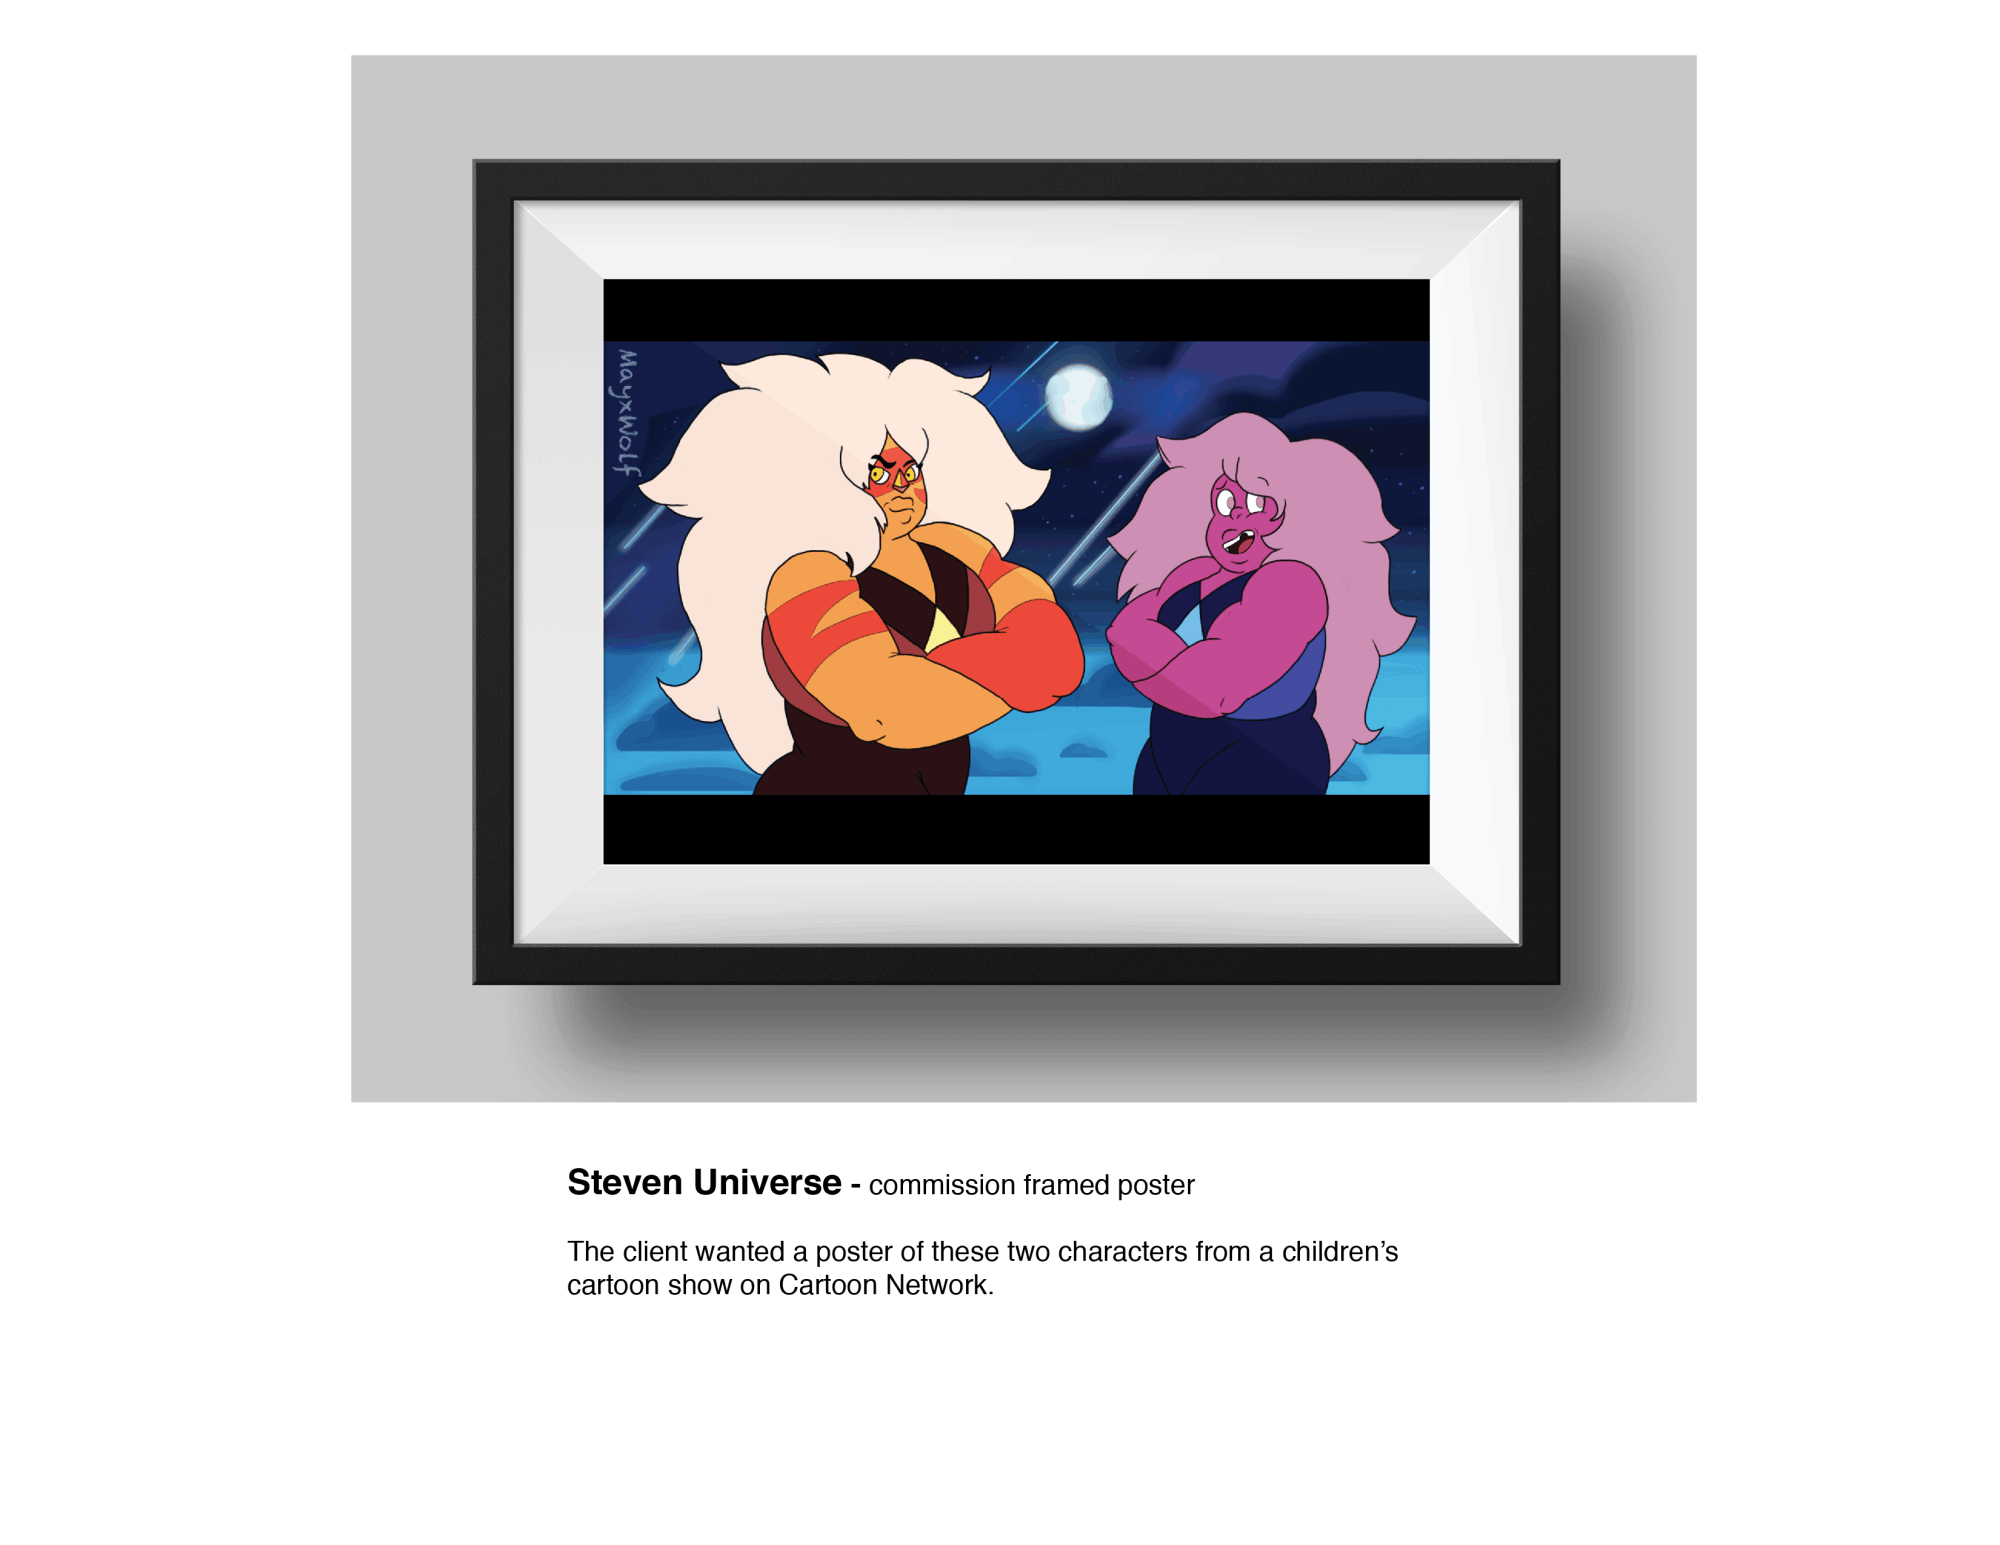 MayxWolf
Steven Universe - commission framed poster
The client wanted a poster of these two characters from a children’s
cartoon show on Cartoon Network.